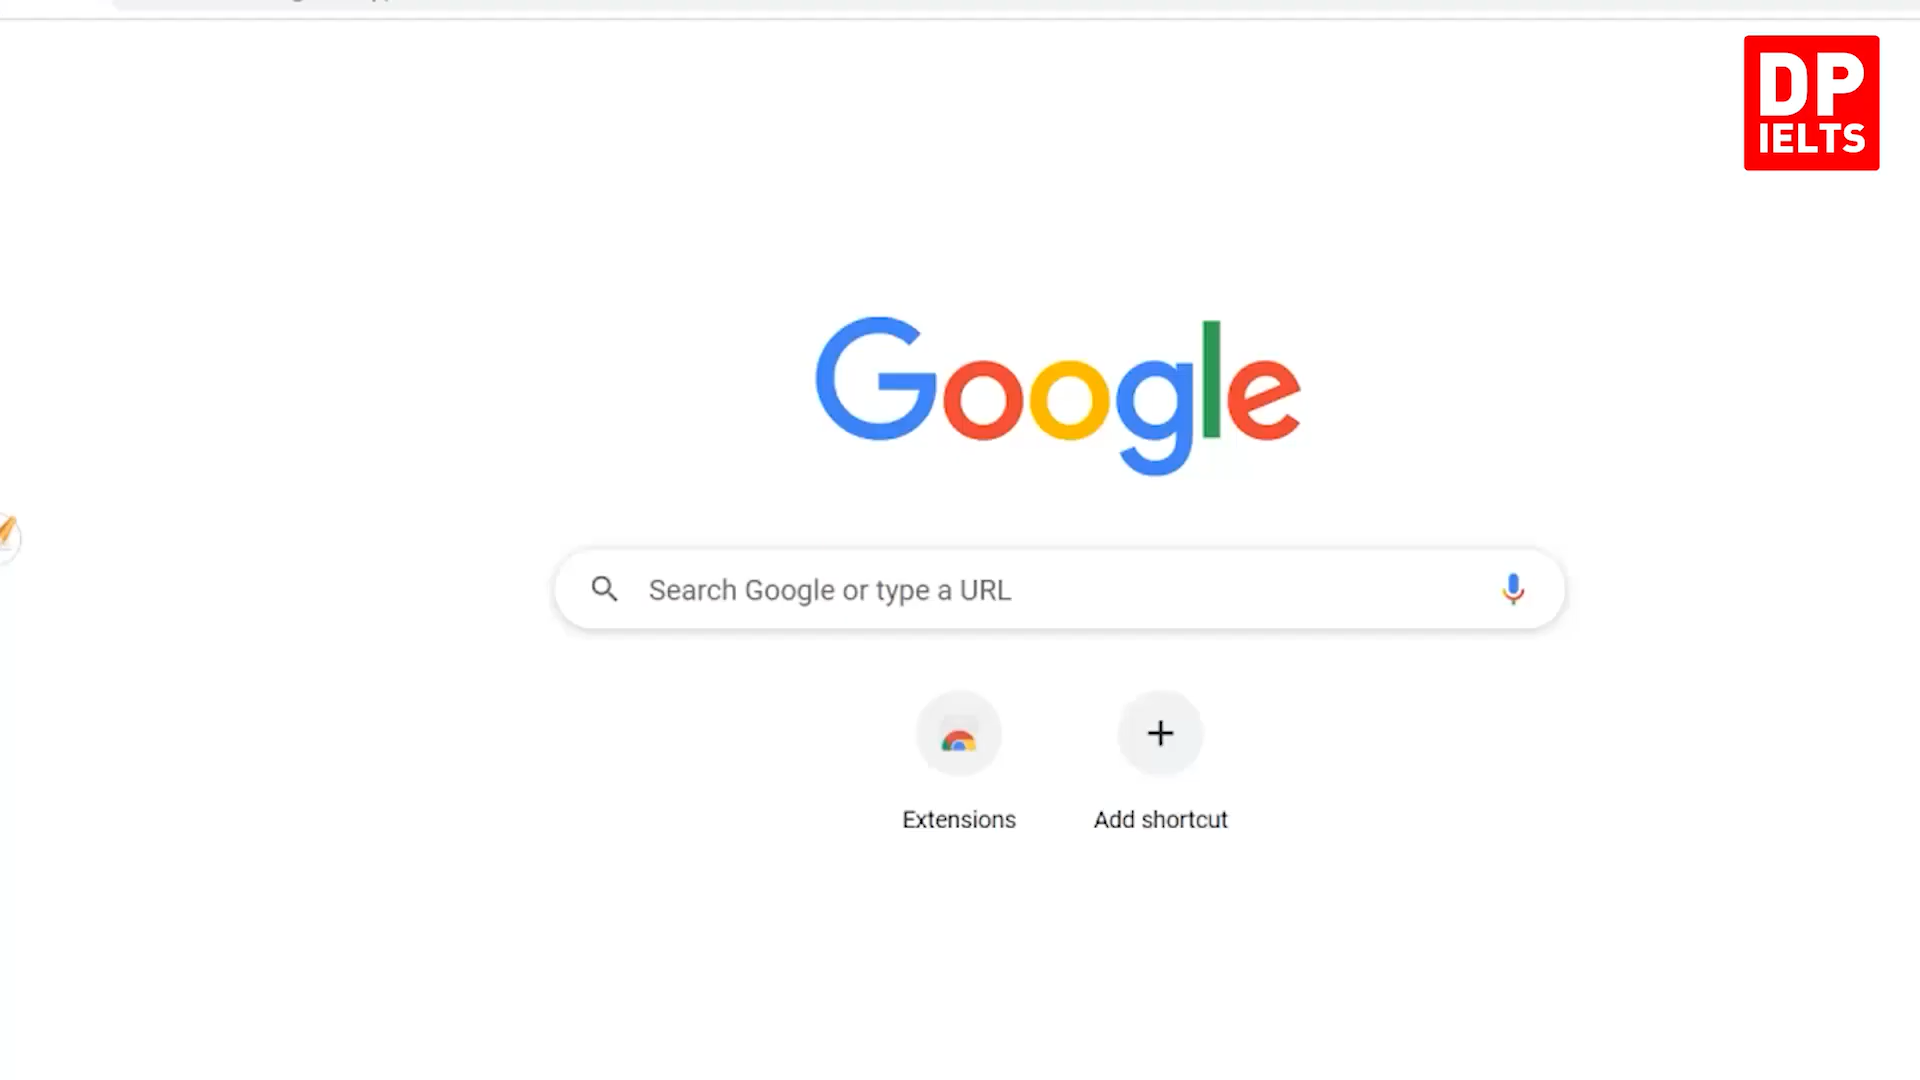 DP
IELTS
Google
Search Google or type a URL
Extensions
Add shortcut